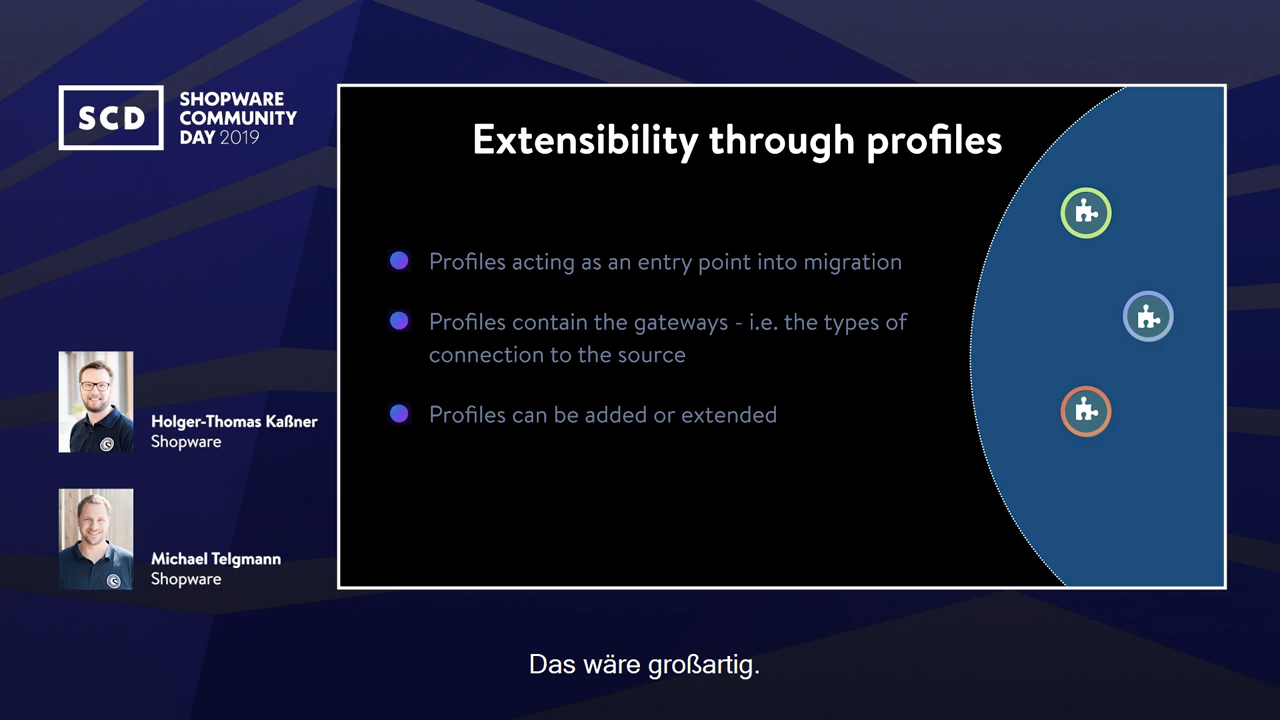 SCD
SHOPWARE
COMMUNITY
DAY 2019
Extensibility through profiles
Profiles acting as an entry point into migration
Profiles contain the gateways - i.e. the types of
connection to the source
Profiles can be added or extended
Holger-Thomas Kaßner
Shopware
Michael Telgmann
Shopware
Das wäre großartig.